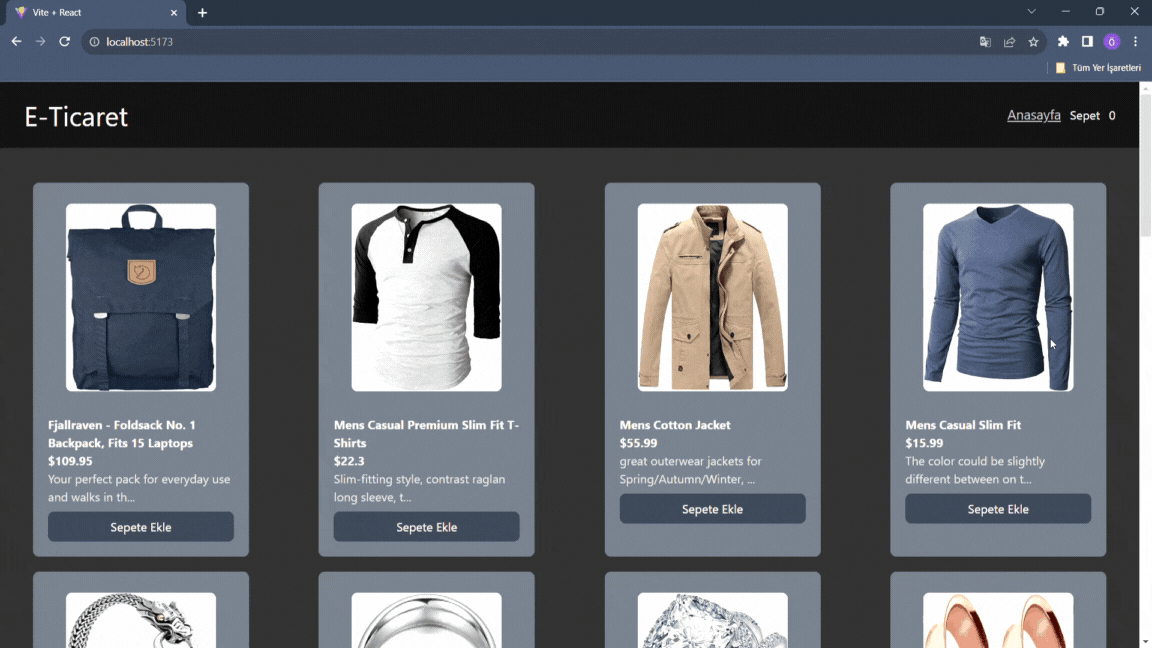 Vite + React
localhost:5173
Tüm Yer İşaretleri
E-Ticaret
Anasayfa Sepet 0
Fjallraven - Foldsack No. 1
Backpack, Fits 15 Laptops
$109.95
Your perfect pack for everyday use
and walks in th...
Sepete Ekle
Mens Casual Premium Slim Fit T-
Shirts
$22.3
Slim-fitting style, contrast raglan
long sleeve, t...
Sepete Ekle
Mens Cotton Jacket
$55.99
great outerwear jackets for
Spring/Autumn/Winter, ...
Sepete Ekle
Mens Casual Slim Fit
$15.99
The color could be slightly
different between on t...
Sepete Ekle